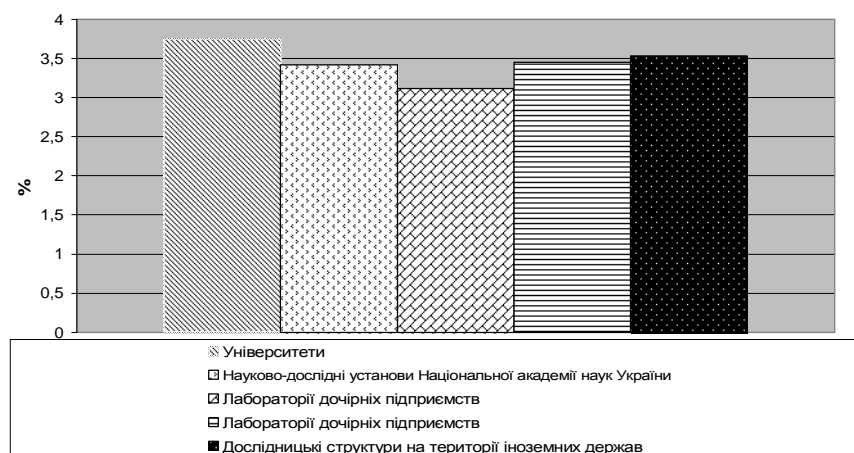 4
3,5
3
2,5
2
1,5
1
0,5
0
%
Університети
Науково-дослідні установи Національної академії наук України
Лабораторії дочірніх підприємств
Лабораторії дочірніх підприємств
Дослідницькі структури на території іноземних держав